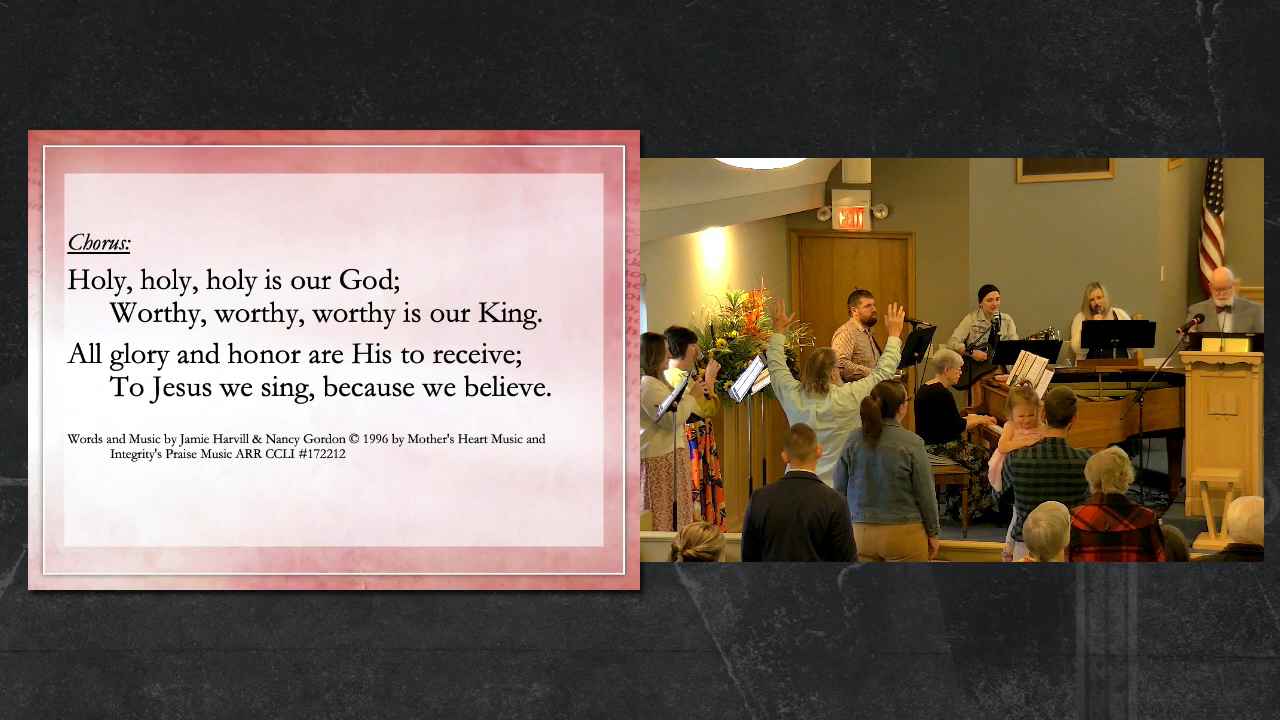 Chorus:
Holy, holy, holy is our God;
Worthy, worthy, worthy is our King.
All glory and honor are His to receive;
To Jesus we sing, because we believe.
Words and Music by Jamie Harvill & Nancy Gordon © 1996 by Mother's Heart Music and
Integrity's Praise Music ARR CCLI #172212
EXIT